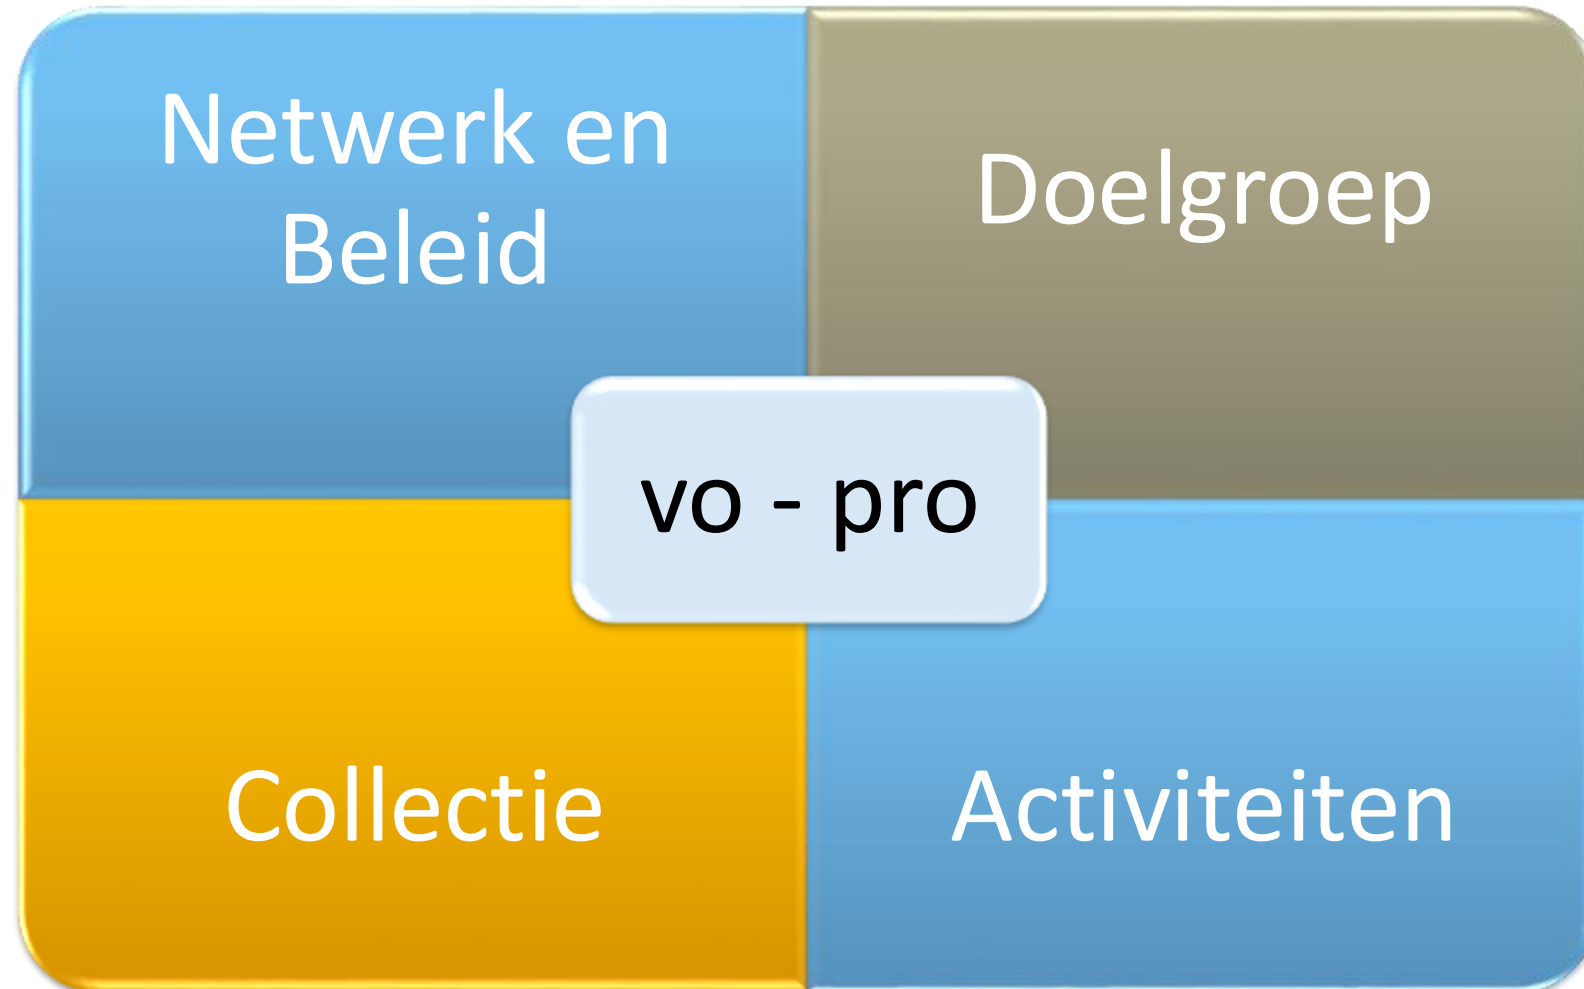 Netwerk en
Beleid
Doelgroep
vo - pro
Collectie
Activiteiten